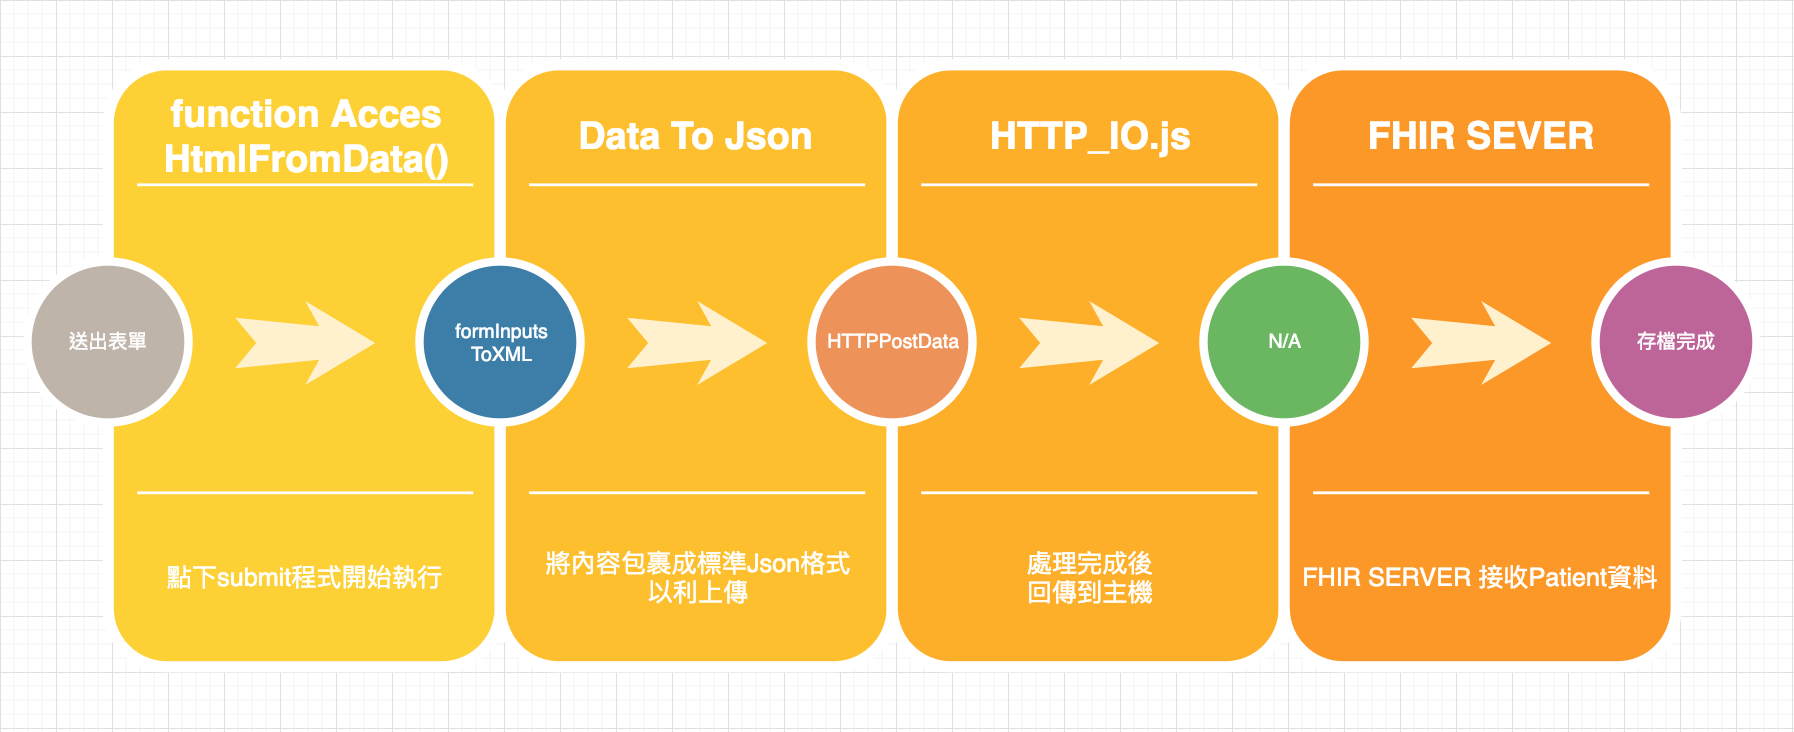 function Acces
HtmlFromData()
Data To Json
HTTP_IO.js
FHIR SEVER
送出表單
formInputs
ToXML
HTTPPostData
N/A
存檔完成
點下submit程式開始執行
將內容包裹成標準Json格式
以利上傳
處理完成後
回傳到主機
FHIR SERVER 接收Patient資料